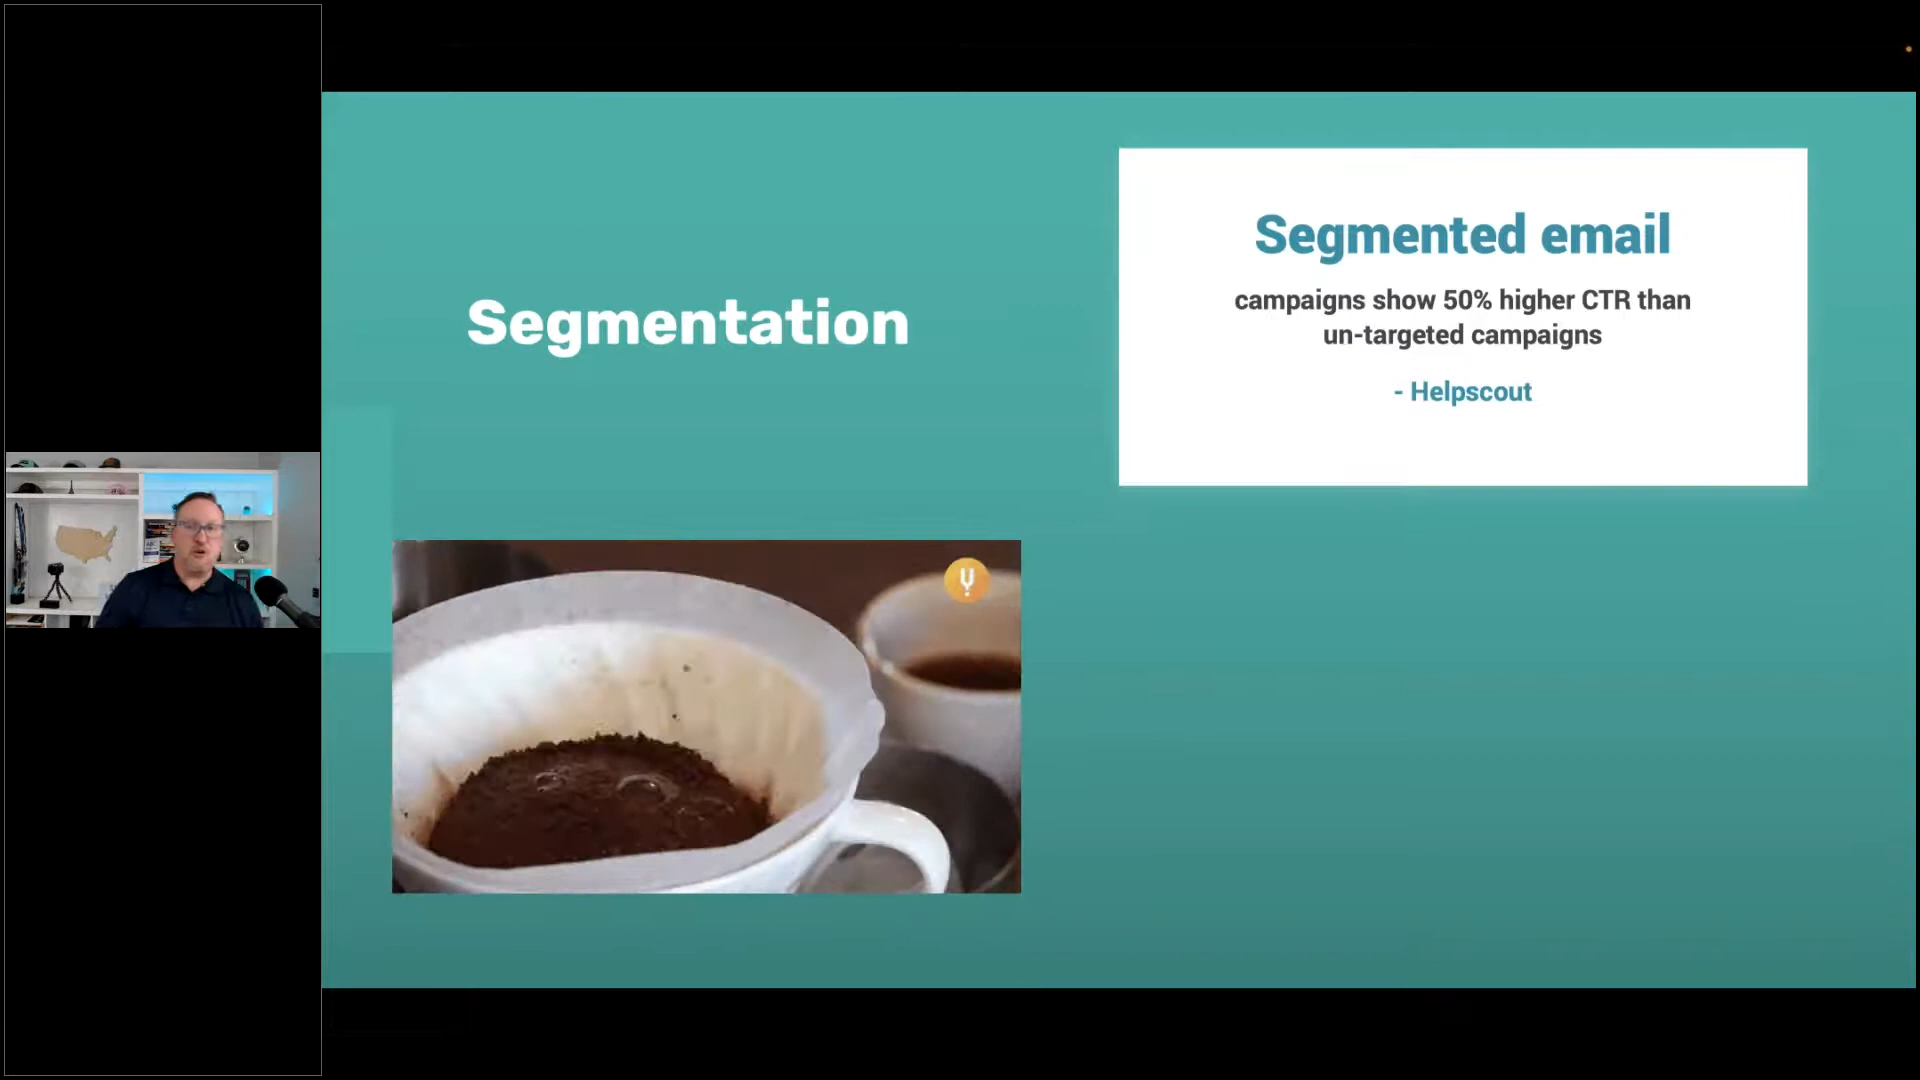 Segmentation
Segmented email
campaigns show 50% higher CTR than
un-targeted campaigns
- Helpscout